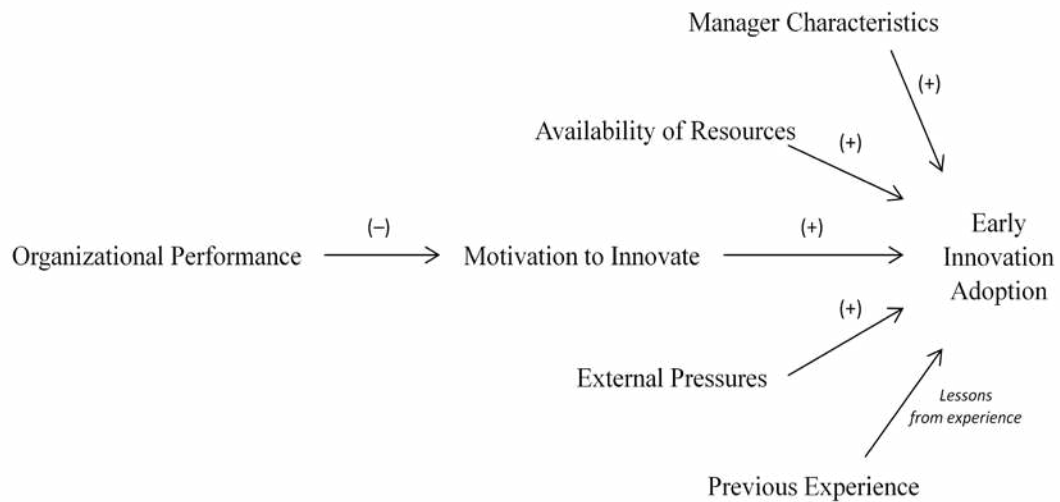 Manager Characteristics
(+)
Availability of Resources
(+)
Organizational Performance
(–)
Motivation to Innovate
(+)
Early
Innovation
Adoption
(+)
External Pressures
Lessons
from experience
Previous Experience